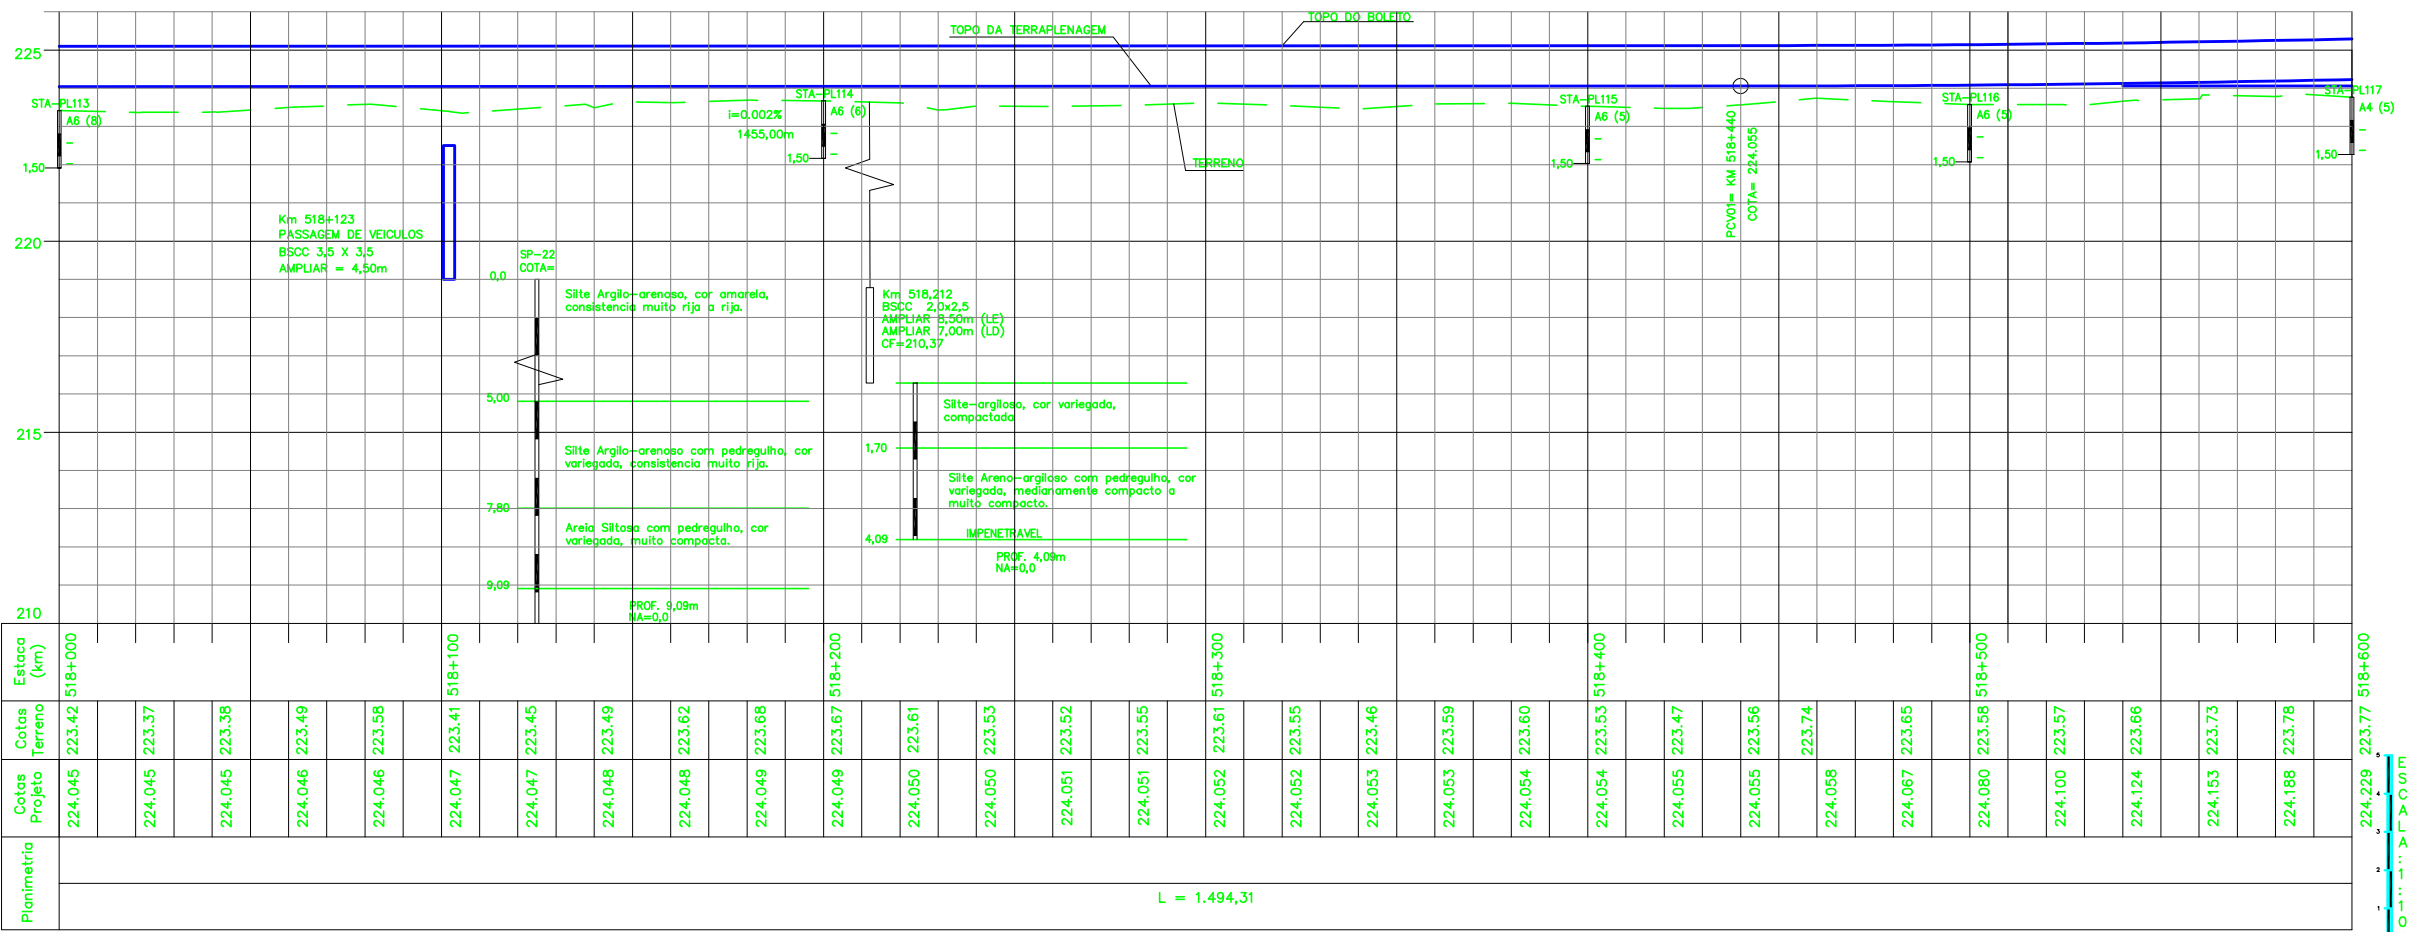 TOPO DO BOLETO
TOPO DA TERRAPLENAGEM
225
STA-PL113
A6 (8)
1,50
STA-PL114
A6 (6)
i=0.002%
1455,00m
1,50
TERRENO
STA-PL115
A6 (5)
1,50
PCV01= KM 518+440
COTA= 224.055
STA-PL116
A6 (5)
1,50
STA-PL117
A4 (5)
1,50
Km 518+123
PASSAGEM DE VEICULOS
BSCC 3,5 X 3,5
AMPLIAR = 4,50m
220
SP-22
COTA=
0,0
Silte Argilo-arenoso, cor amarela,
consistencia muito rija a rija.
Km 518,212
BSCC 2,0x2,5
AMPLIAR 8,50m (LE)
AMPLIAR 7,00m (LD)
CF=210,37
5,00
Silte-argiloso, cor variegada,
compactada
215
1,70
Silte Argilo-arenoso com pedregulho, cor
variegada, consistencia muito rija.
Silte Areno-argiloso com pedregulho, cor
variegada, medianamente compacto a
muito compacto.
7,80
Areia Siltosa com pedregulho, cor
variegada, muito compacta.
4,09
IMPENETRAVEL
PROF. 4,09m
NA=0,0
9,09
PROF. 9,09m
NA=0,0
210
Estaca
(km)
518+000
518+100
518+200
518+300
518+400
518+500
518+600
Cotas
Terreno
223.42
223.37
223.38
223.49
223.58
223.41
223.45
223.49
223.62
223.68
223.67
223.61
223.53
223.52
223.55
223.61
223.55
223.46
223.59
223.60
223.53
223.47
223.56
223.74
223.65
223.58
223.57
223.66
223.73
223.78
223.77
Cotas
Projeto
224.045
224.045
224.045
224.046
224.046
224.047
224.047
224.048
224.048
224.049
224.049
224.050
224.050
224.051
224.051
224.052
224.052
224.053
224.053
224.054
224.054
224.055
224.055
224.058
224.067
224.080
224.100
224.124
224.153
224.188
224.229
Planimetria
L = 1.494,31
5
4
3
2
1
ESCALA::1::10